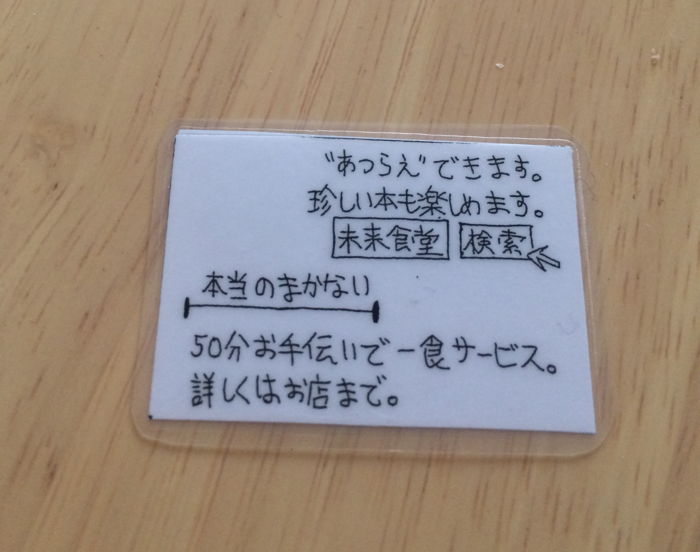 "あつらえ"できます。
珍しい本も楽しめます。
未来食堂 検索
本当のまかない
50分お手伝いで一食サービス。
詳しくはお店まで。